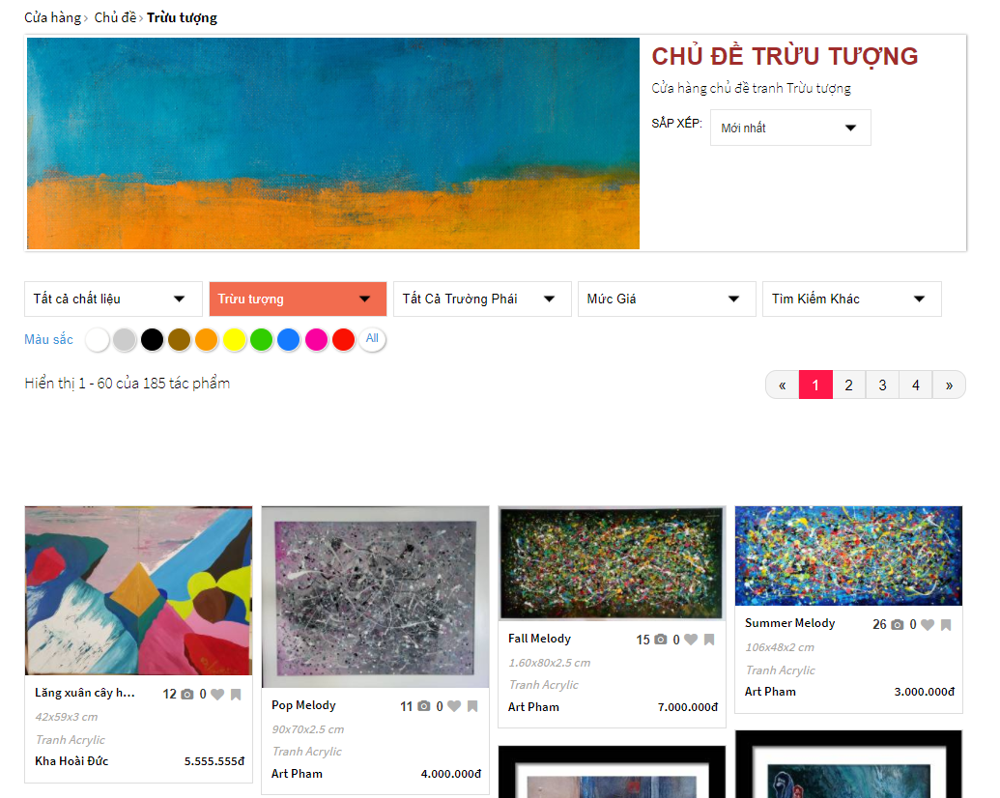 Cửa hàng › Chủ đề › Trừu tượng
CHỦ ĐỀ TRỪU TƯỢNG
Cửa hàng chủ đề tranh Trừu tượng
SẮP XẾP: Mới nhất
Tất cả chất liệu
Trừu tượng
Tất Cả Trường Phái
Mức Giá
Tìm Kiếm Khác
Màu sắc All
Hiển thị 1 - 60 của 185 tác phẩm
« 1 2 3 4 »
Lăng xuân cây h... 12 0
42x59x3 cm
Tranh Acrylic
Kha Hoài Đức 5.555.555đ
Pop Melody 11 0
90x70x2.5 cm
Tranh Acrylic
Art Pham 4.000.000đ
Fall Melody 15 0
1.60x80x2.5 cm
Tranh Acrylic
Art Pham 7.000.000đ
Summer Melody 26 0
106x48x2 cm
Tranh Acrylic
Art Pham 3.000.000đ